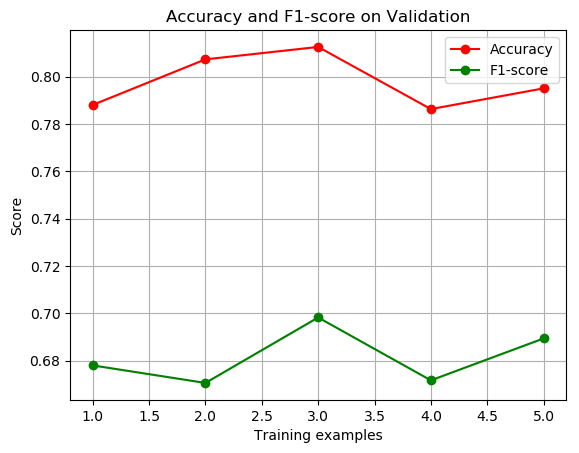 Accuracy and F1-score on Validation
Accuracy
F1-score
Score
0.80
0.78
0.76
0.74
0.72
0.70
0.68
1.0 1.5 2.0 2.5 3.0 3.5 4.0 4.5 5.0
Training examples